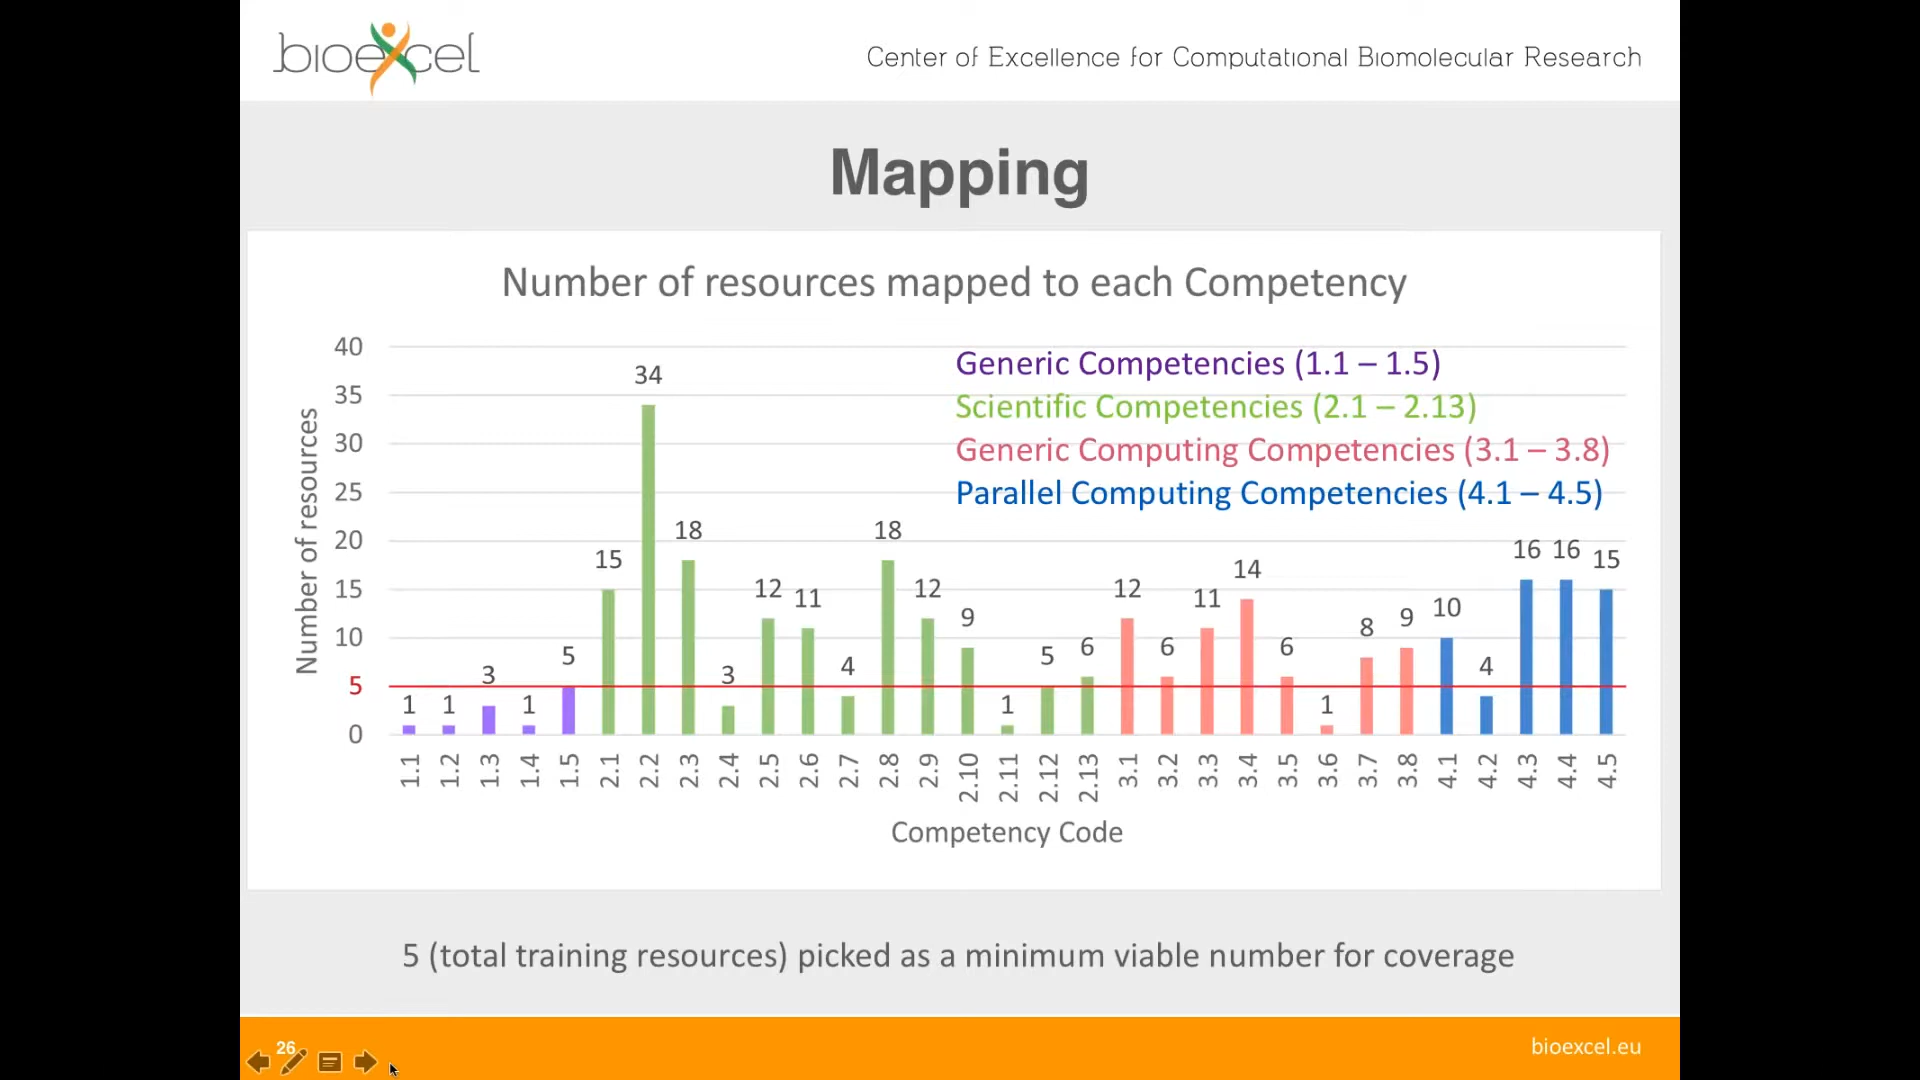 bioexcel
Center of Excellence for Computational Biomolecular Research
Mapping
Number of resources mapped to each Competency
Generic Competencies (1.1 – 1.5)
Scientific Competencies (2.1 – 2.13)
Generic Computing Competencies (3.1 – 3.8)
Parallel Computing Competencies (4.1 – 4.5)
Number of resources
40
35
30
25
20
15
10
5
0
1 1 3 1 5 15 34 18 3 12 11 4 18 12 9 1 5 6 12 6 11 14 6 1 8 9 10 4 16 16 15
1.1 1.2 1.3 1.4 1.5 2.1 2.2 2.3 2.4 2.5 2.6 2.7 2.8 2.9 2.10 2.11 2.12 2.13 3.1 3.2 3.3 3.4 3.5 3.6 3.7 3.8 4.1 4.2 4.3 4.4 4.5
Competency Code
5 (total training resources) picked as a minimum viable number for coverage
26
bioexcel.eu